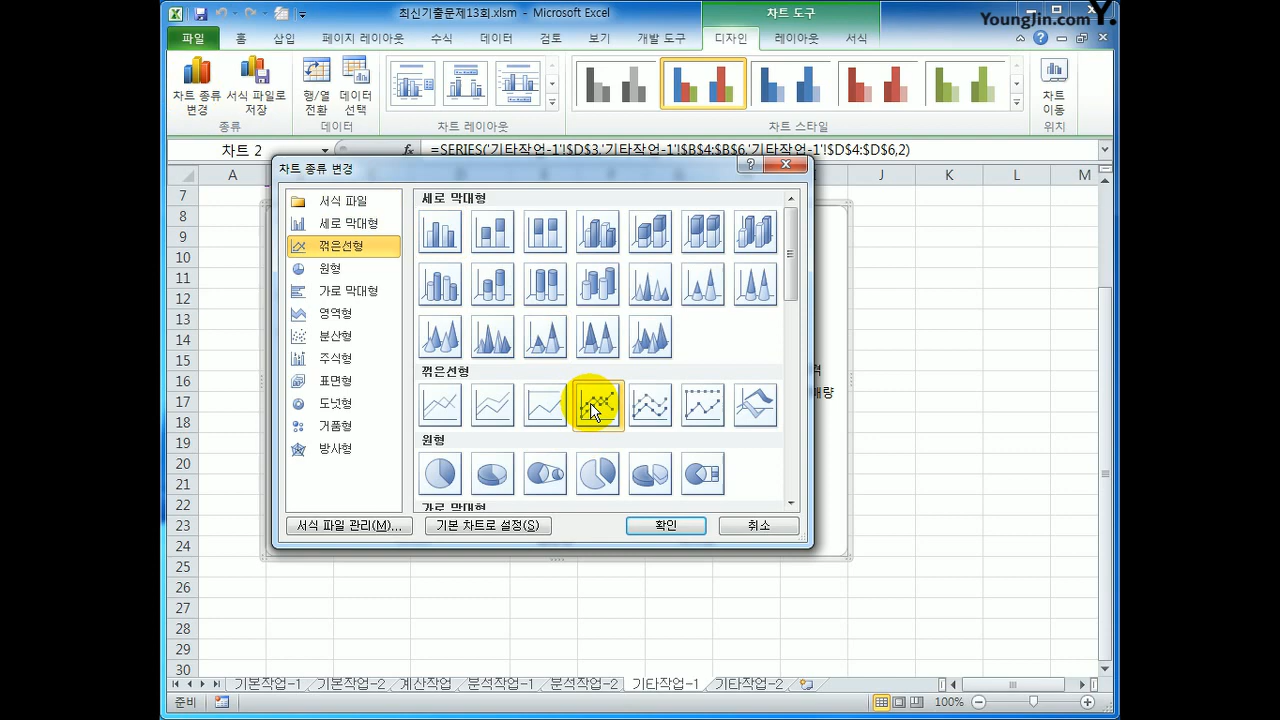 최신기출문제13회.xlsm - Microsoft Excel
차트 도구
YoungJin.com Y.
파일 홈 삽입 페이지 레이아웃 수식 데이터 검토 보기 개발 도구 디자인 레이아웃 서식
차트 종류 변경
서식 파일로 저장
행/열 전환
데이터 선택
차트 이동
종류 데이터 차트 레이아웃 차트 스타일 위치
차트 2 fx =SERIES('기타작업-1'!$D$3,'기타작업-1'!$B$4:$B$6,'기타작업-1'!$D$4:$D$6,2)
차트 종류 변경
A J K L M
7
8
9
10
11
12
13
14
15
16
17
18
19
20
21
22
23
24
25
26
27
28
29
30
서식 파일
세로 막대형
꺾은선형
원형
가로 막대형
영역형
분산형
주식형
표면형
도넛형
거품형
방사형
세로 막대형
꺾은선형
원형
가로 막대형
서식 파일 관리(M)... 기본 차트로 설정(S) 확인 취소
기본작업-1 기본작업-2 계산작업 분석작업-1 분석작업-2 기타작업-1 기타작업-2
준비 100%